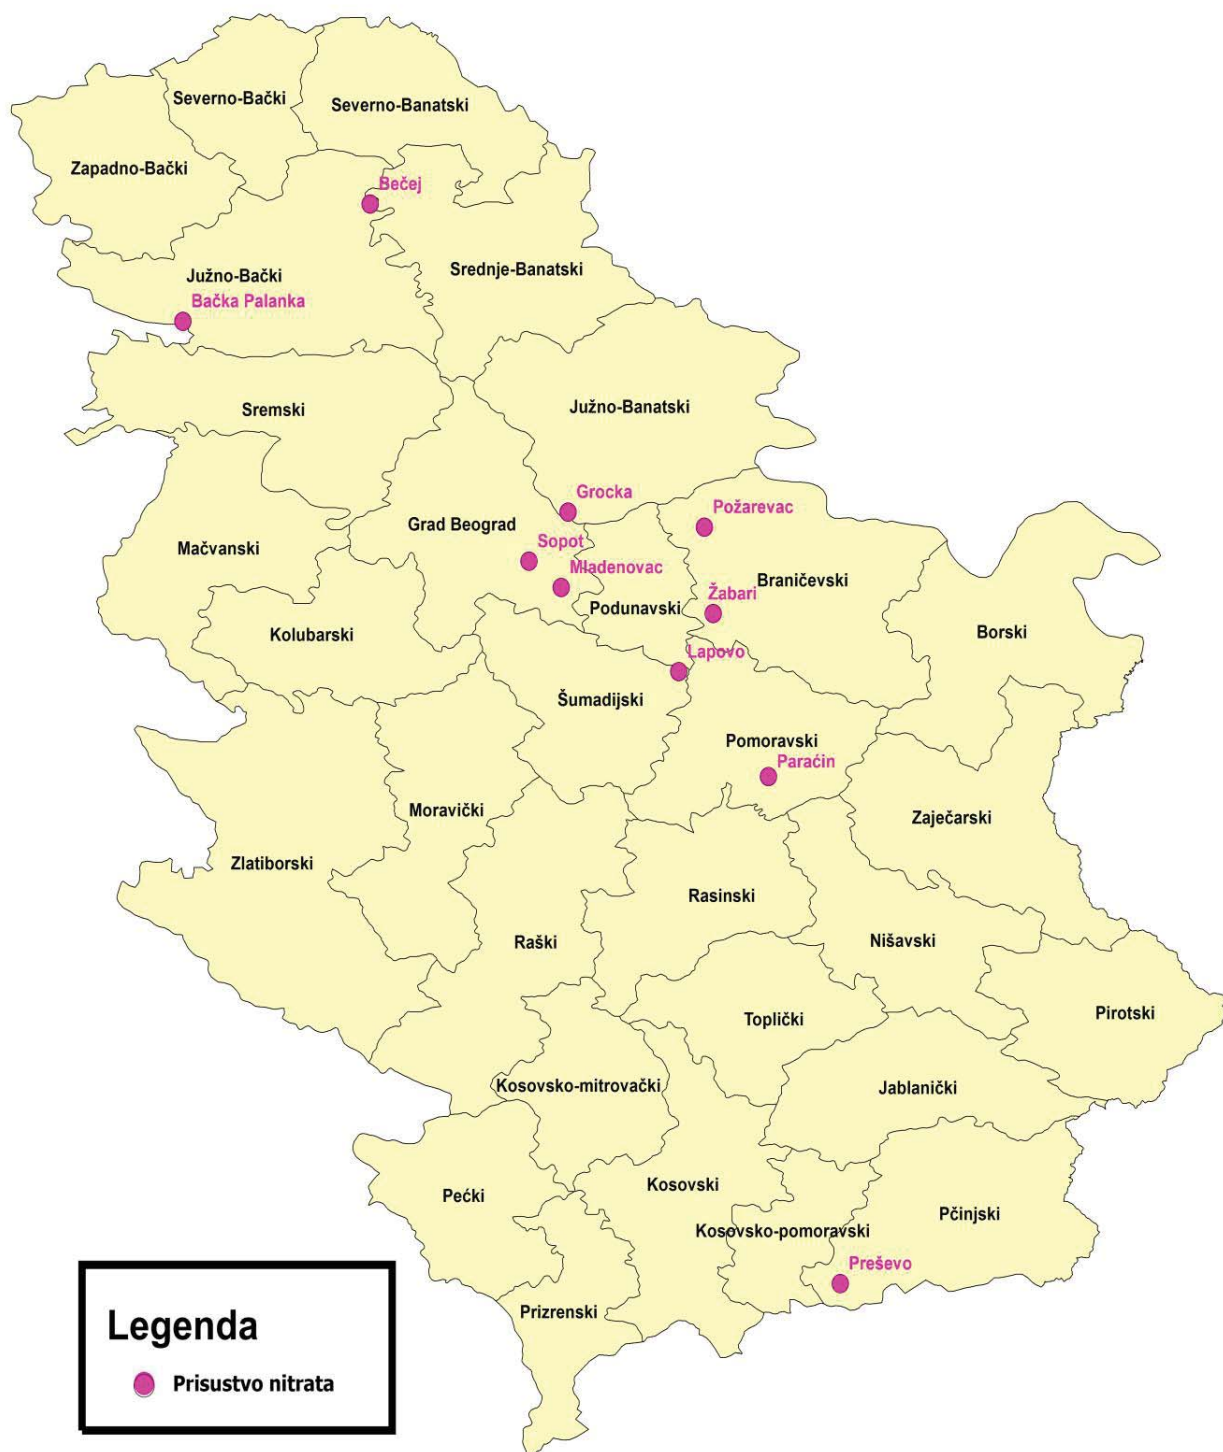 Severno-Bački
Severno-Banatski
Zapadno-Bački
Bečej
Južno-Bački
Srednje-Banatski
Bačka Palanka
Sremski
Južno-Banatski
Grocka
Požarevac
Grad Beograd
Sopot
Mačvanski
Mladenovac
Braničevski
Žabari
Podunavski
Kolubarski
Borski
Lapovo
Šumadijski
Pomoravski
Paraćin
Moravički
Zaječarski
Zlatiborski
Rasinski
Raški
Nišavski
Toplički
Pirotski
Kosovsko-mitrovački
Jablanički
Kosovski
Pećki
Pčinjski
Kosovsko-pomoravski
Preševo
Prizrenski
Legenda
Prisustvo nitrata